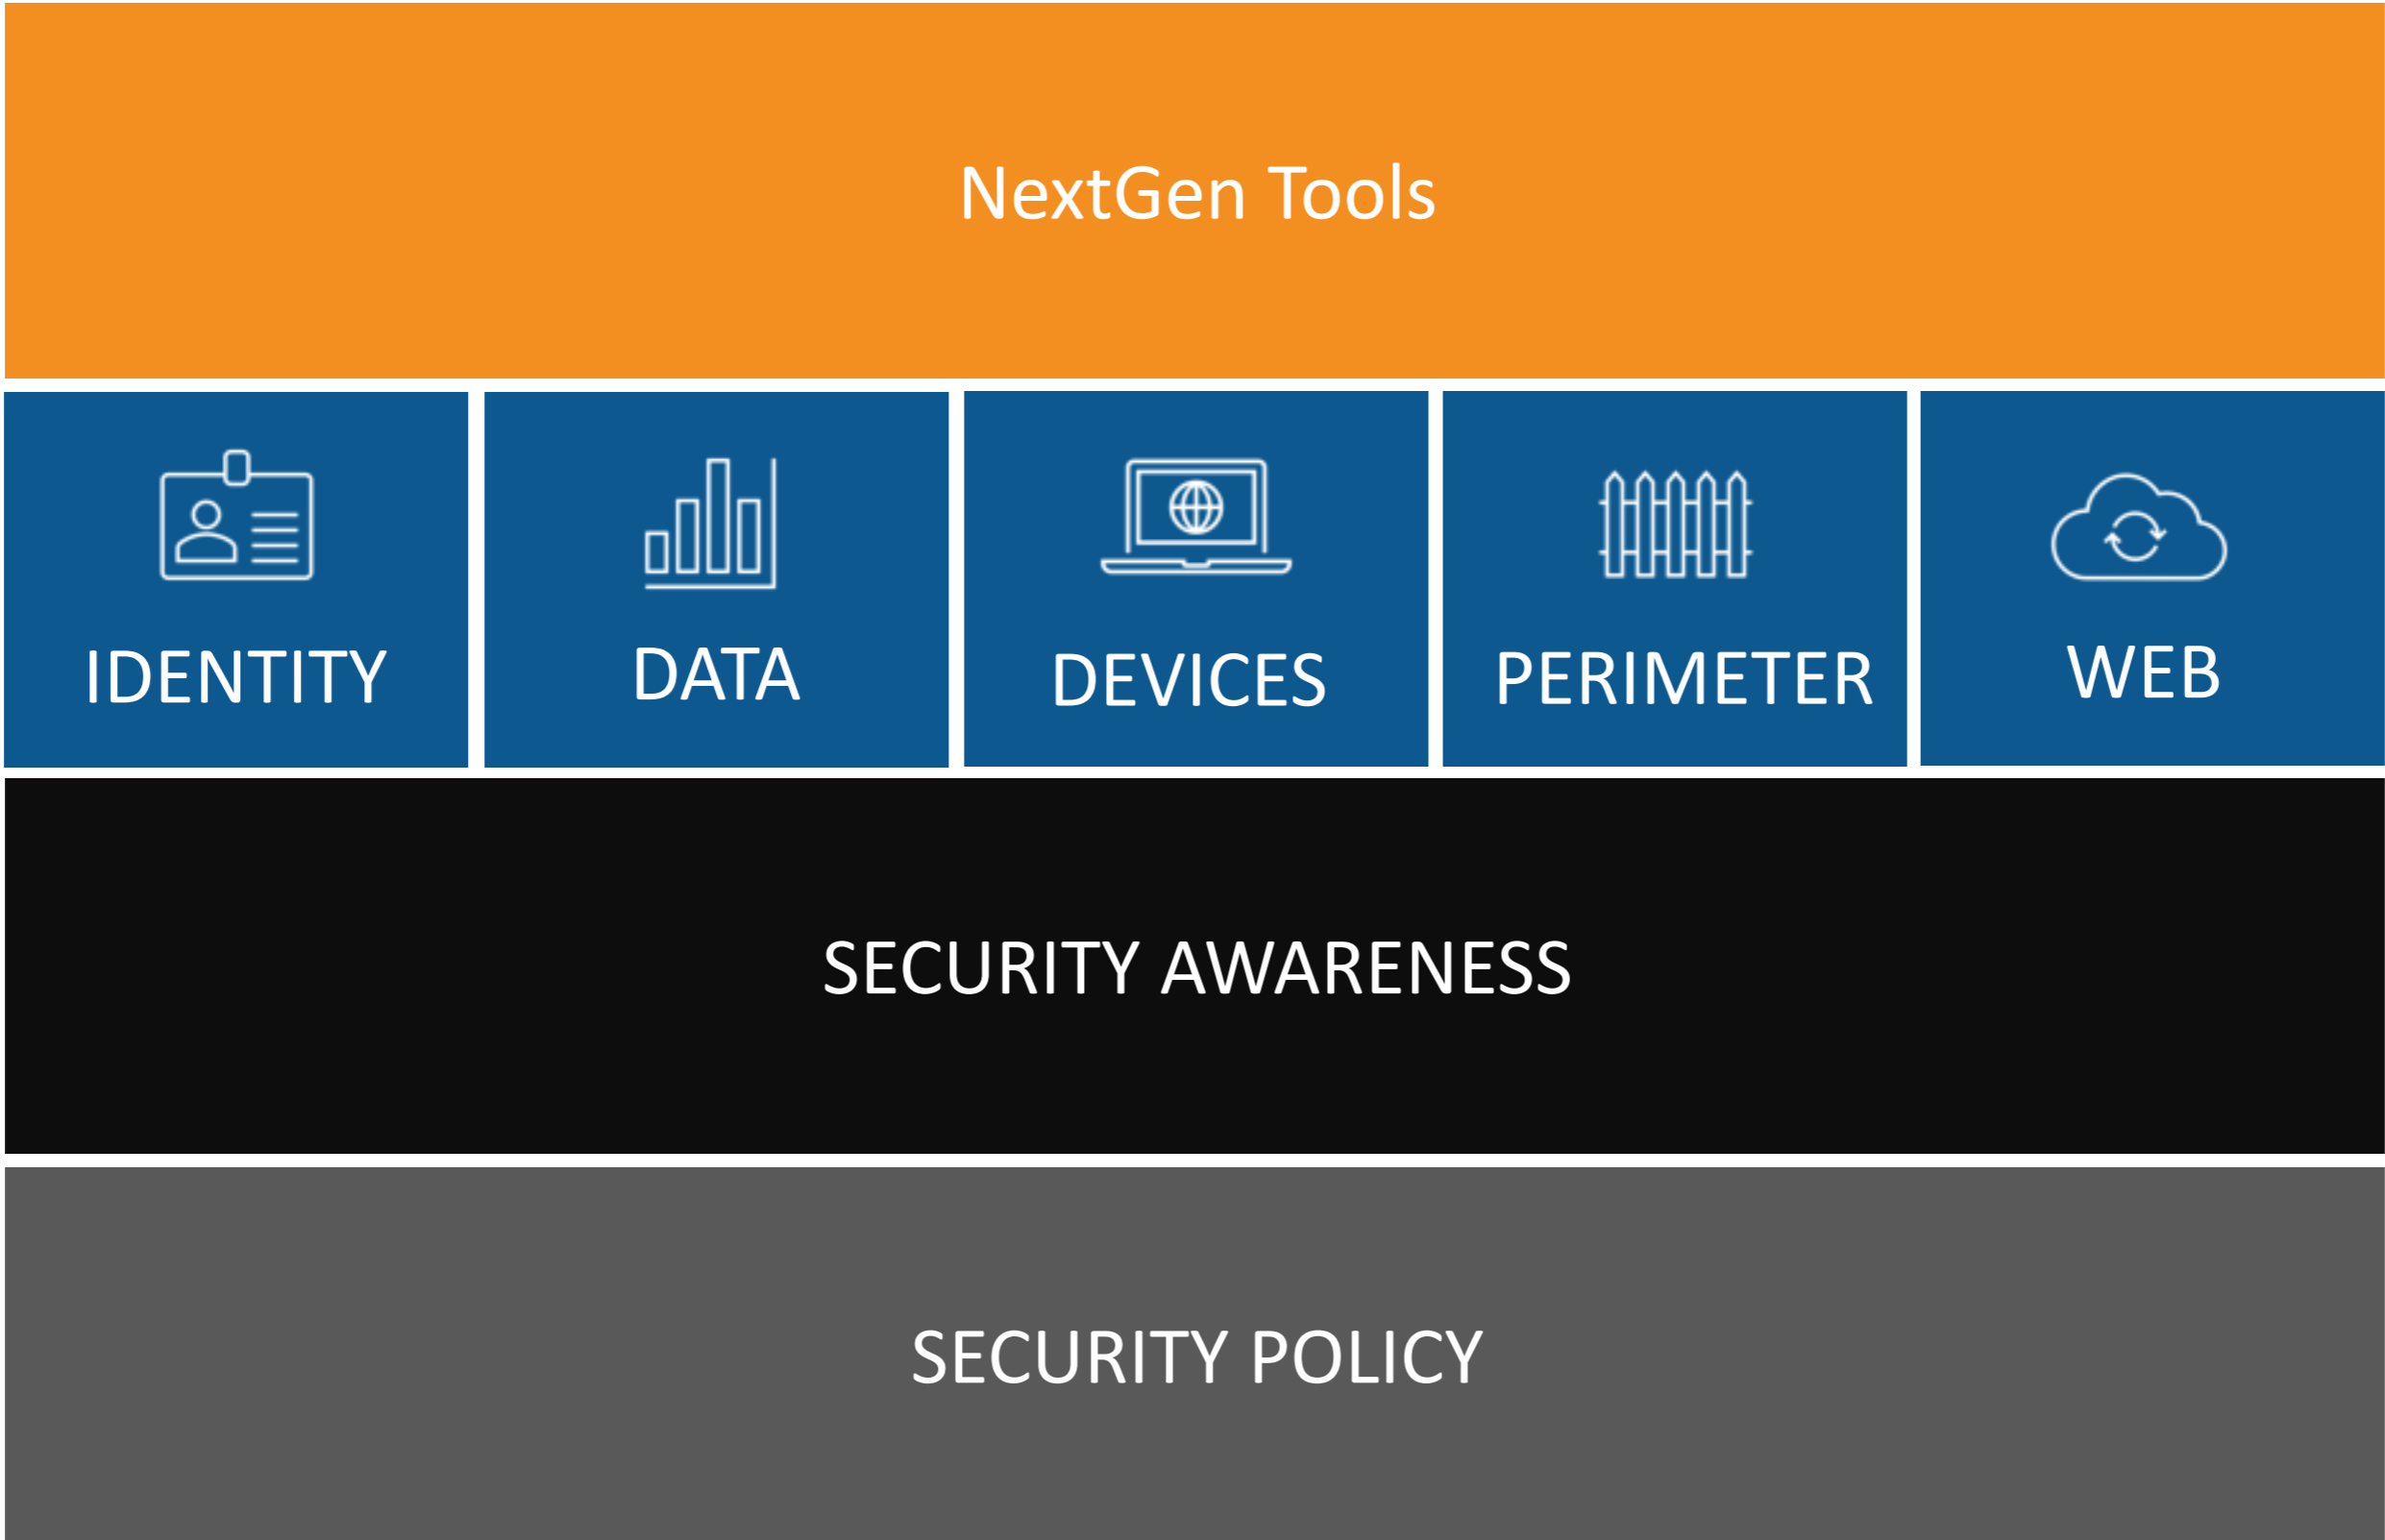 NextGen Tools
IDENTITY
DATA
DEVICES
PERIMETER
WEB
SECURITY AWARENESS
SECURITY POLICY